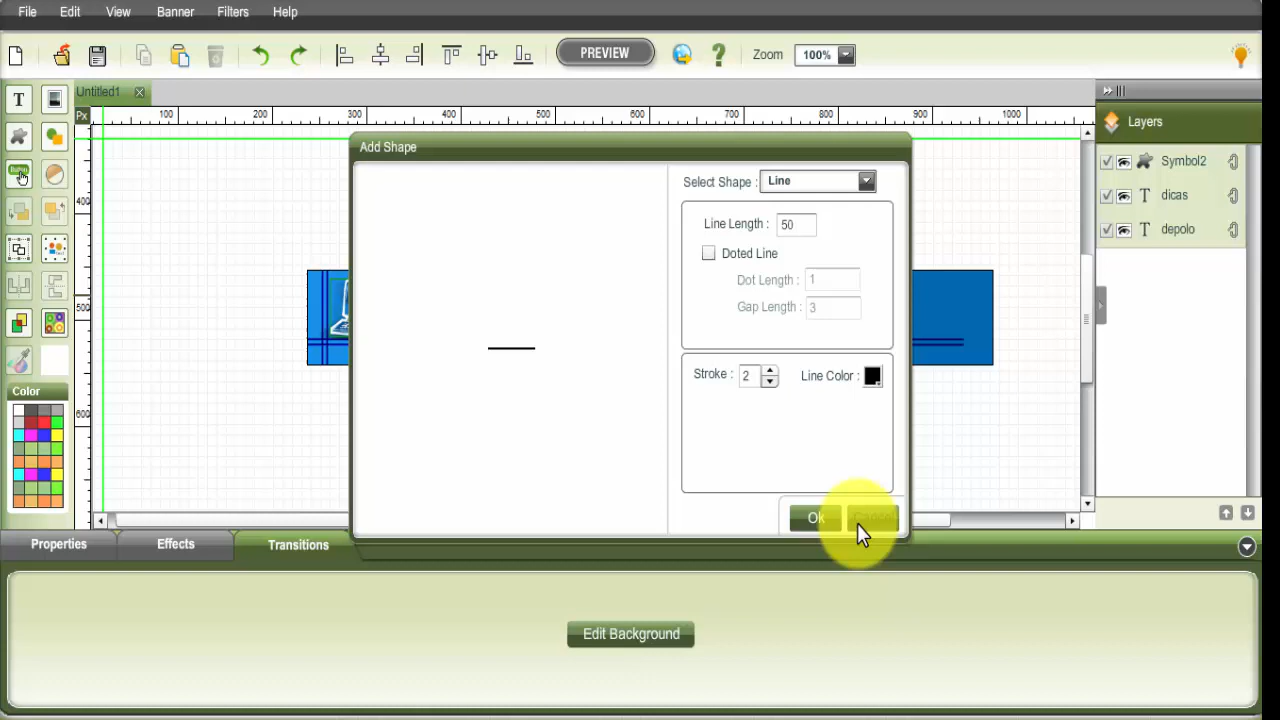 File Edit View Banner Filters Help
PREVIEW Zoom 100%
T
Untitled1
Px 100 200 300 400 500 600 700 800 900 1000
Layers
Add Shape
Select Shape : Line
Symbol2
T dicas
T depolo
Line Length : 50
Doted Line
Dot Length : 1
Gap Length : 3
400
500
600
Stroke : 2 Line Color :
Color
Ok Cancel
Properties Effects Transitions
Edit Background